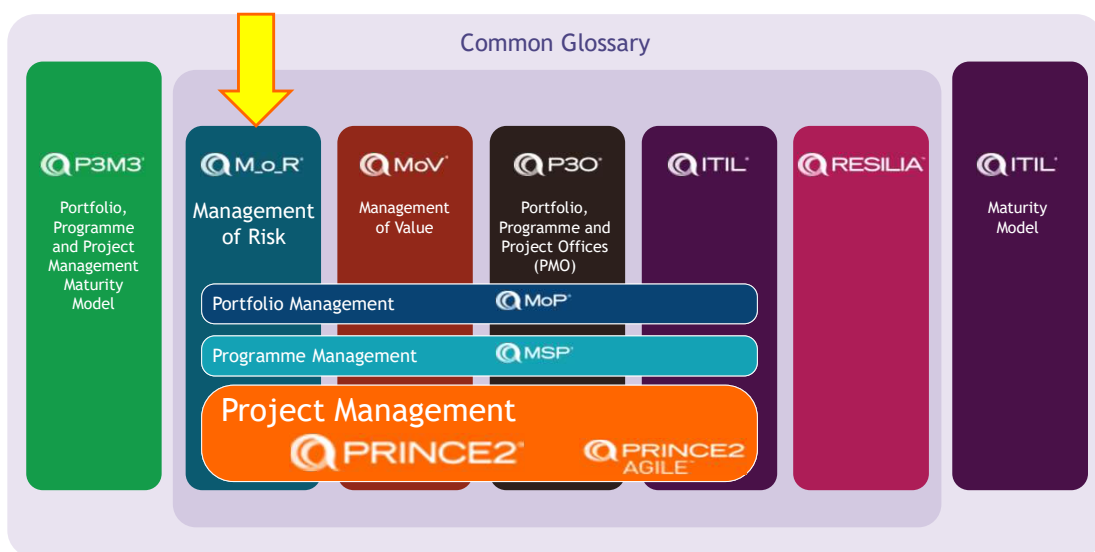 Common Glossary
P3M3®
Portfolio,
Programme
and Project
Management
Maturity
Model
M_o_R®
Management
of Risk
MoV®
Management
of Value
P3O®
Portfolio,
Programme and
Project Offices
(PMO)
ITIL®
RESILIA™
ITIL®
Maturity
Model
Portfolio Management MoP®
Programme Management MSP®
Project Management
PRINCE2®
PRINCE2
AGILE™